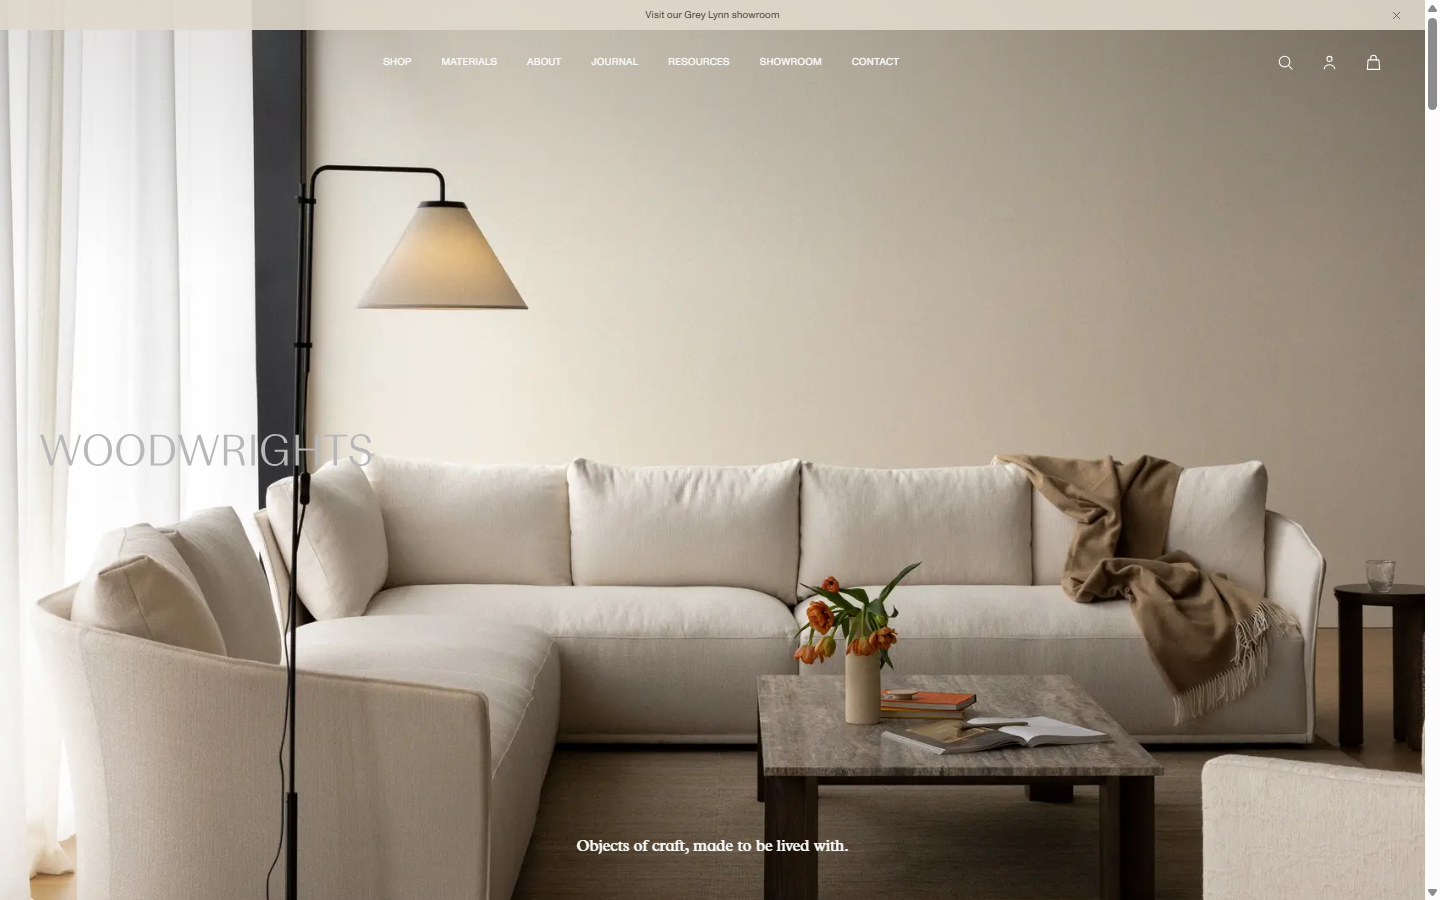 Visit our Grey Lynn showroom
SHOP MATERIALS ABOUT JOURNAL RESOURCES SHOWROOM CONTACT
WOODWRIGHTS
Objects of craft, made to be lived with.